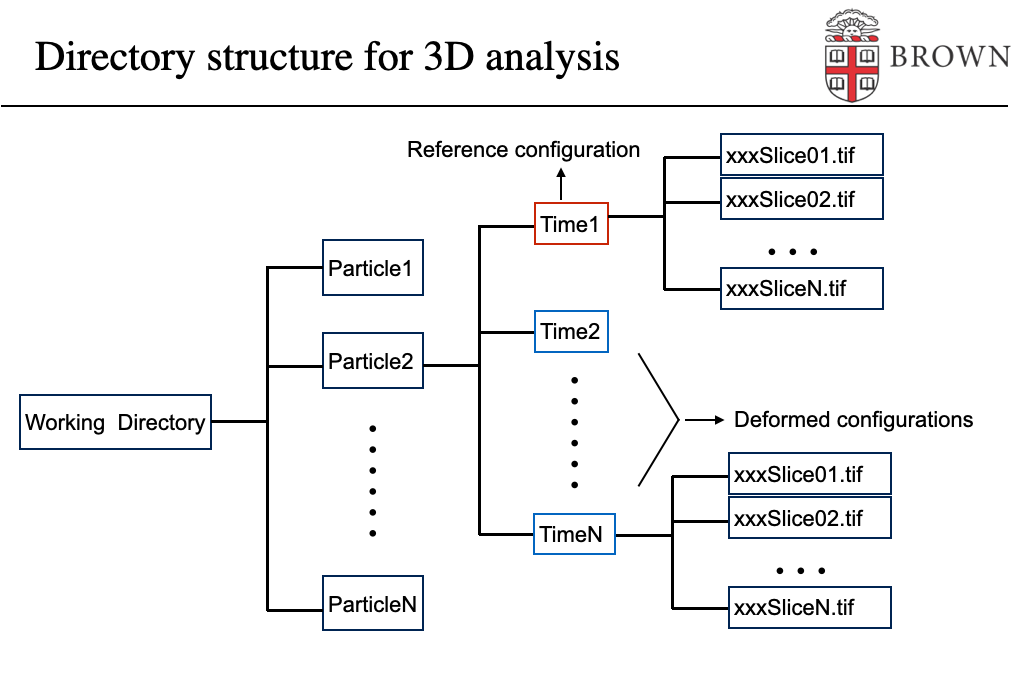 Directory structure for 3D analysis
BROWN
Reference configuration
xxxSlice01.tif
xxxSlice02.tif
Time1
• • •
xxxSliceN.tif
Particle1
Time2
Particle2
Working  Directory
Deformed configurations
xxxSlice01.tif
xxxSlice02.tif
TimeN
• • •
xxxSliceN.tif
ParticleN